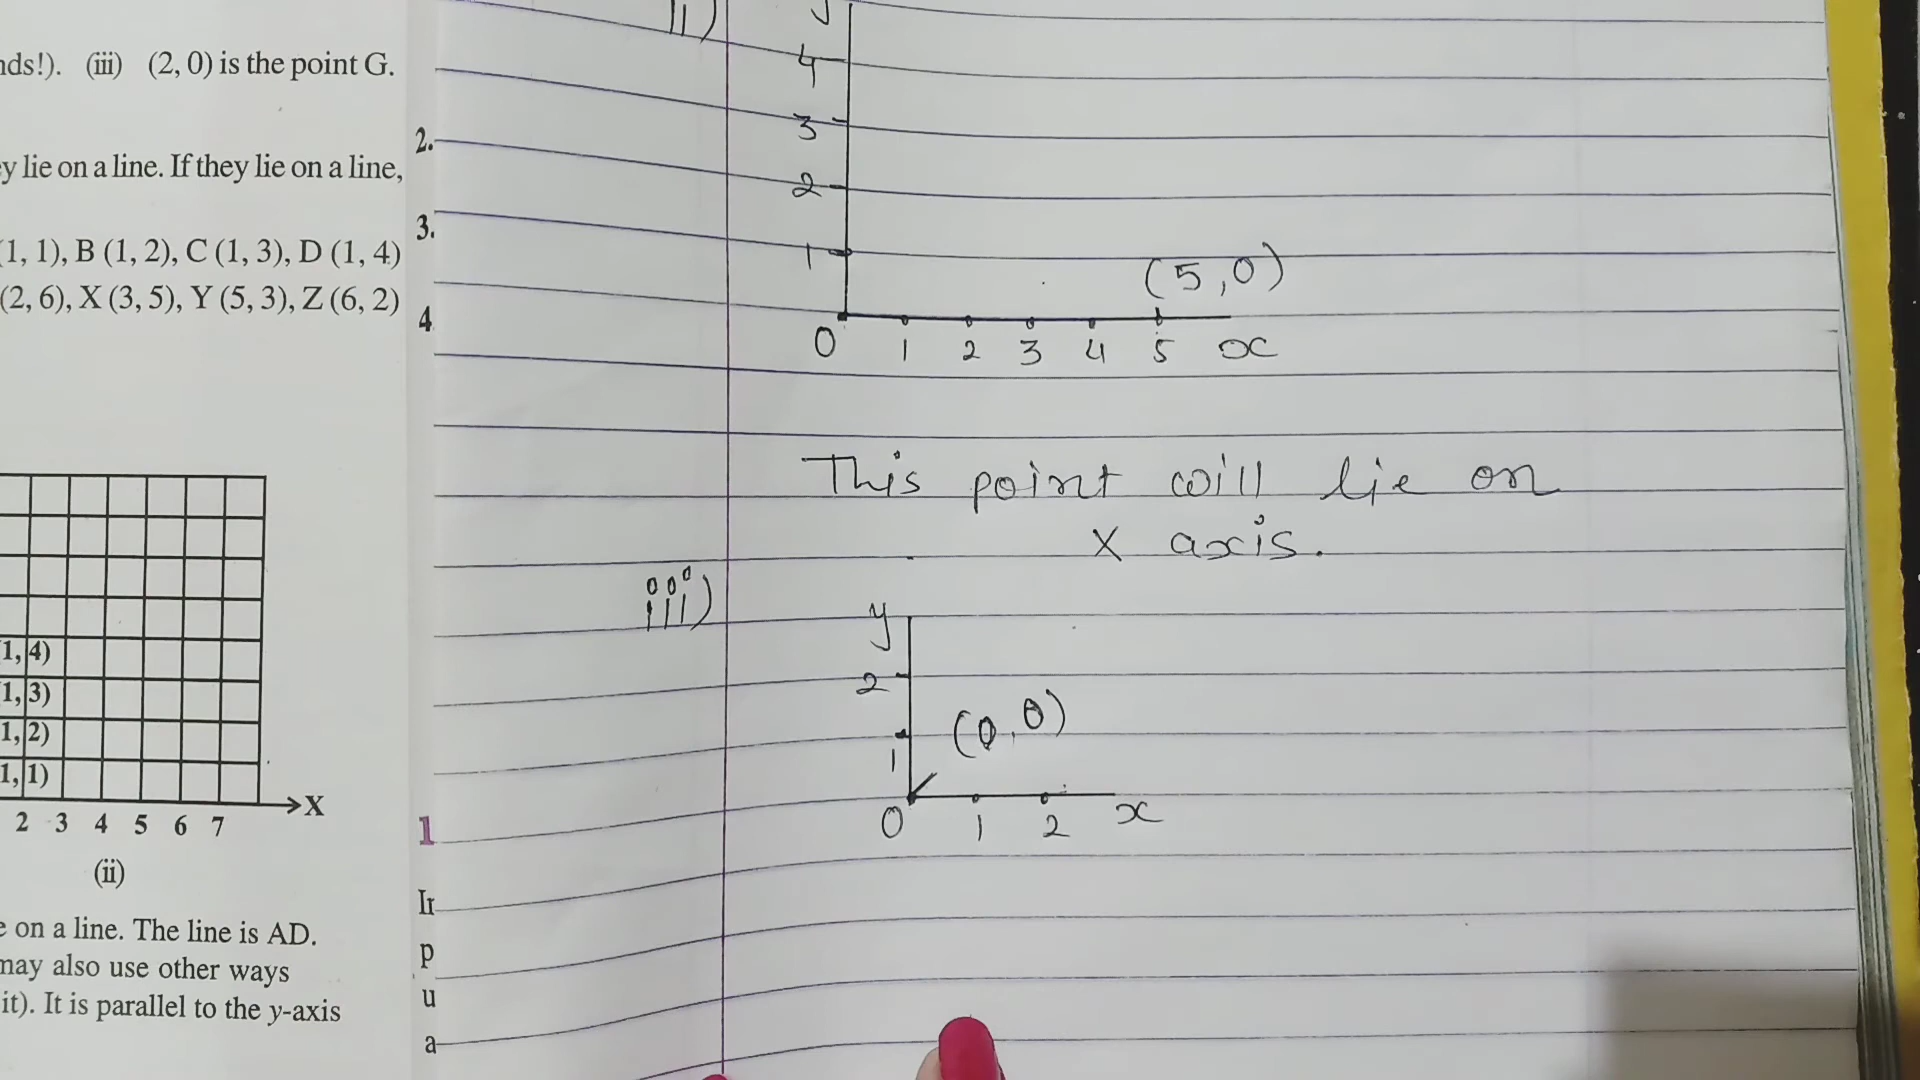 ds!). (iii) (2, 0) is the point G.
y lie on a line. If they lie on a line,
(1, 1), B (1, 2), C (1, 3), D (1, 4)
(2, 6), X (3, 5), Y (5, 3), Z (6, 2)
1, 4)
1, 3)
1, 2)
1, 1)
X
2 3 4 5 6 7
(ii)
e on a line. The line is AD.
may also use other ways
it). It is parallel to the y-axis
2.
3.
4
1
p
u
a
ii)
y
4
3
2
1
(5,0)
0 1 2 3 4 5 x
This point will lie on
X axis.
iii)
y
2
(0,0)
1
0 1 2 x